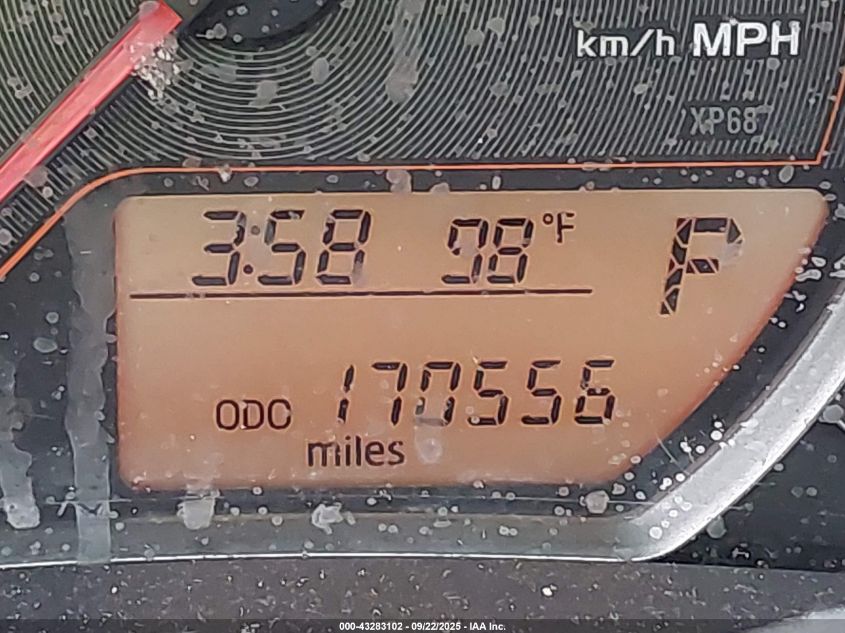 km/h MPH
XP68
3:58 98°F P
ODO 170556
miles
000-43283102 - 09/22/2025 - IAA Inc.